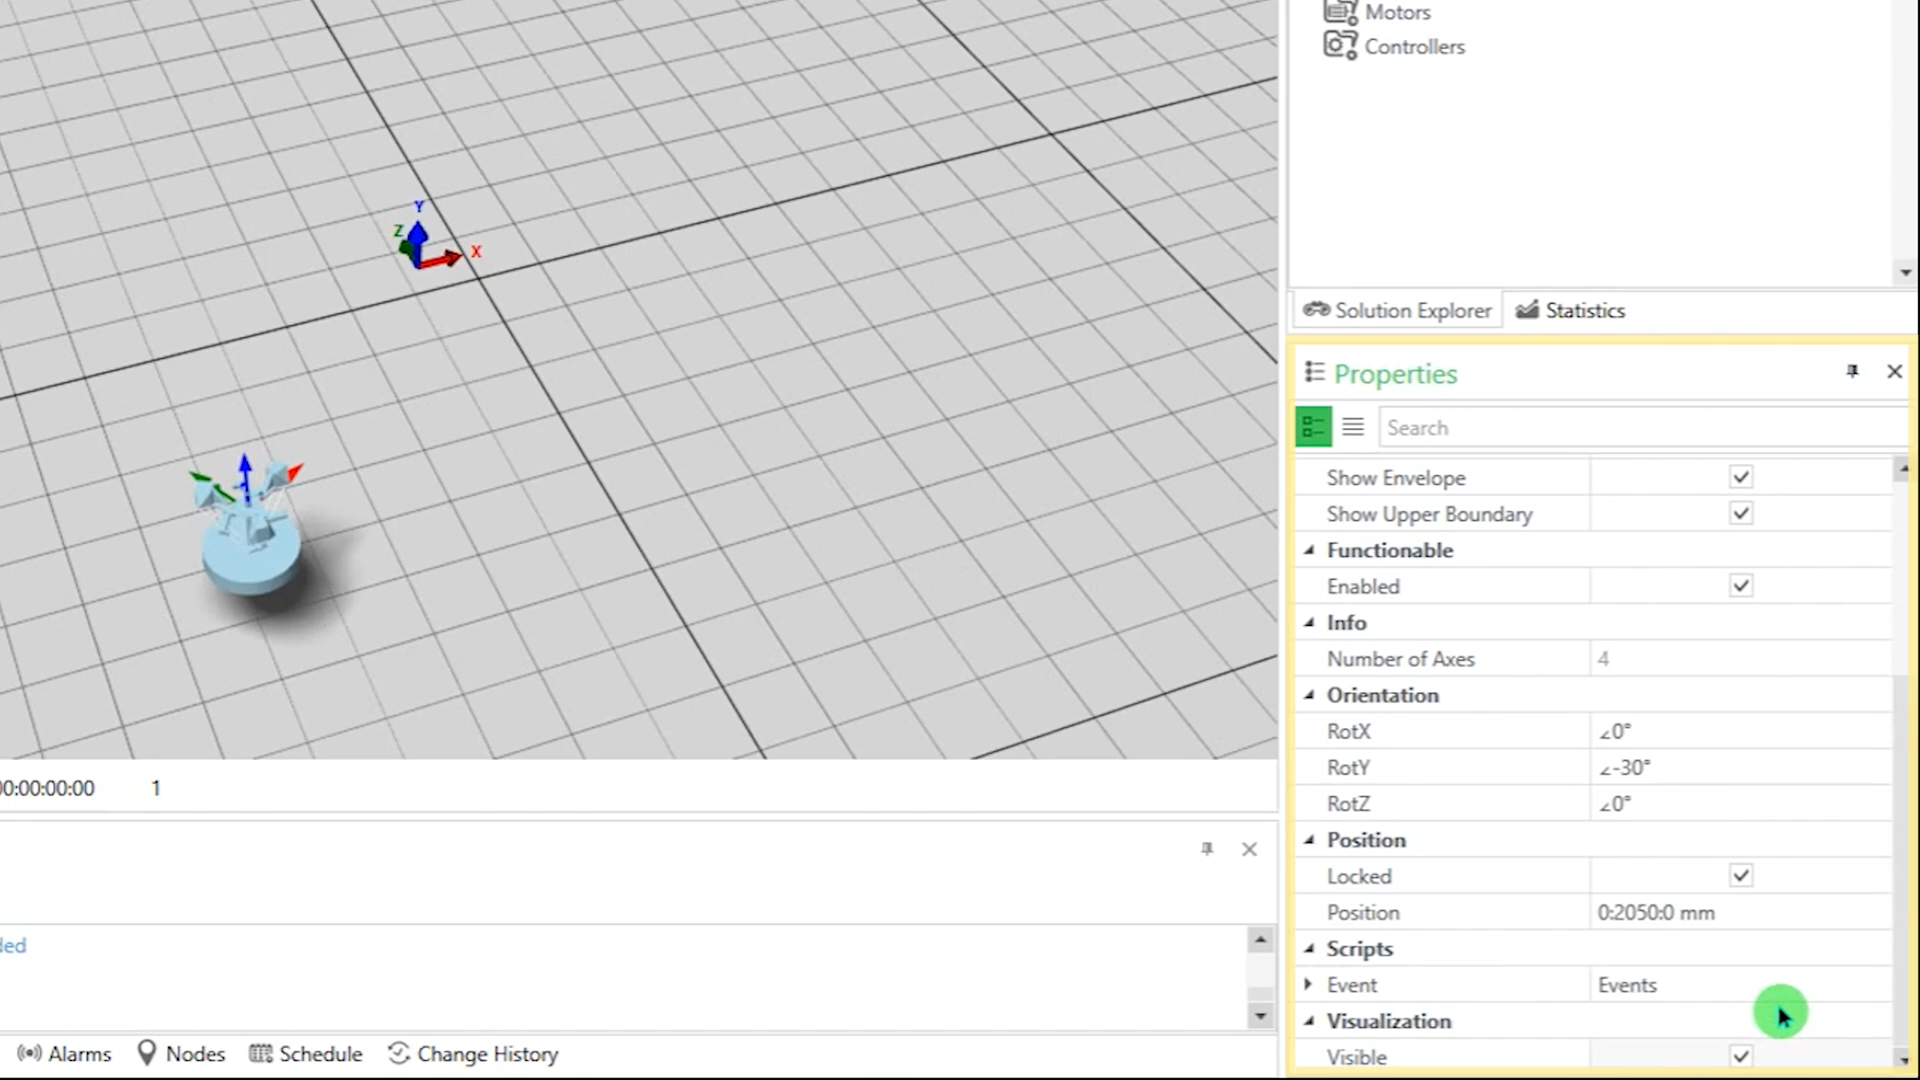 Motors
Controllers
Y
Z
X
Solution Explorer
Statistics
Properties
Search
Show Envelope
Show Upper Boundary
Functionable
Enabled
Info
Number of Axes 4
Orientation
RotX ∠0°
RotY ∠-30°
RotZ ∠0°
Position
Locked
Position 0:2050:0 mm
Scripts
Event Events
Visualization
Visible
00:00:00:00 1
ded
Alarms Nodes Schedule Change History